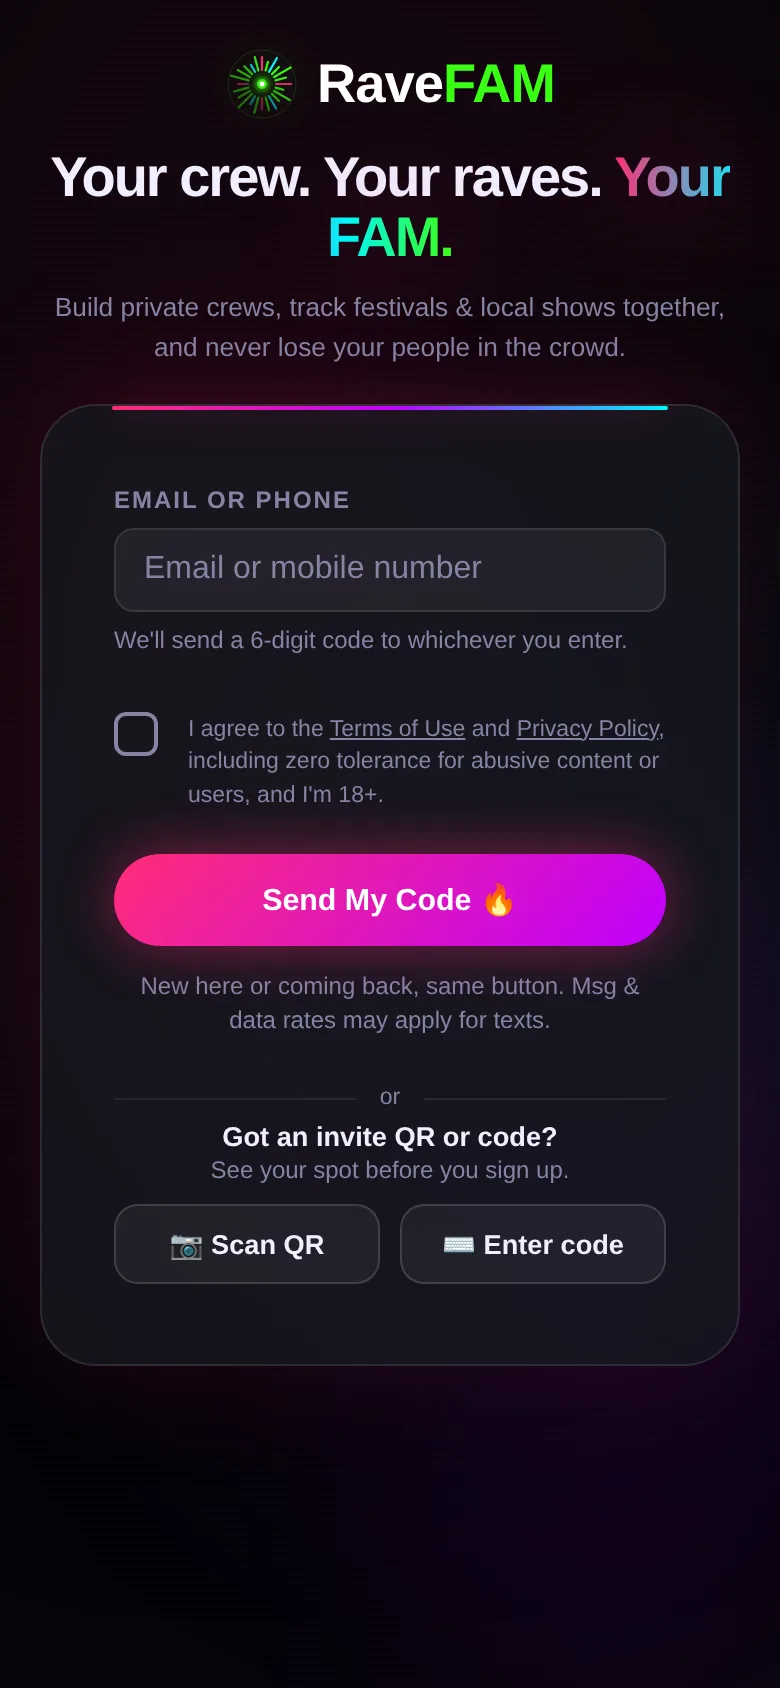 RaveFAM
Your crew. Your raves. Your
FAM.
Build private crews, track festivals & local shows together,
and never lose your people in the crowd.
EMAIL OR PHONE
Email or mobile number
We'll send a 6-digit code to whichever you enter.
I agree to the Terms of Use and Privacy Policy,
including zero tolerance for abusive content or
users, and I'm 18+.
Send My Code 🔥
New here or coming back, same button. Msg &
data rates may apply for texts.
or
Got an invite QR or code?
See your spot before you sign up.
📷 Scan QR
⌨️ Enter code